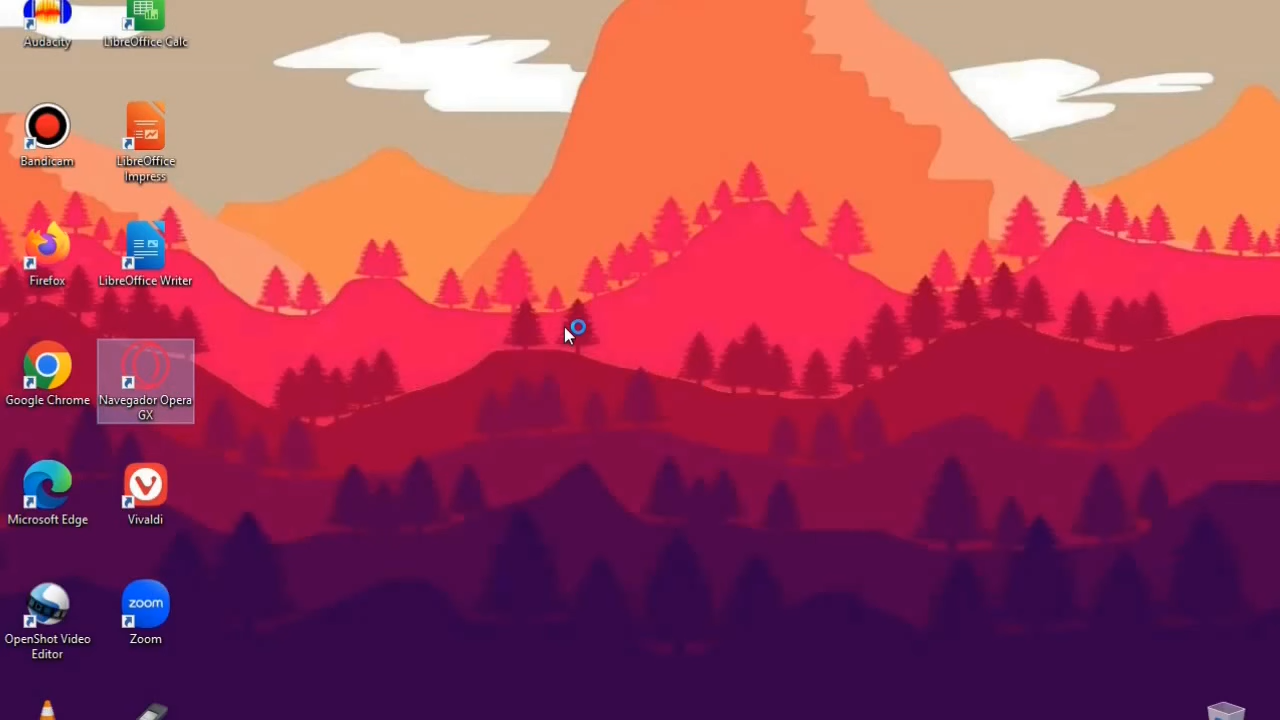 Audacity
LibreOffice Calc
Bandicam
LibreOffice
Impress
Firefox
LibreOffice Writer
Google Chrome
Navegador Opera
GX
Microsoft Edge
Vivaldi
OpenShot Video
Editor
zoom
Zoom